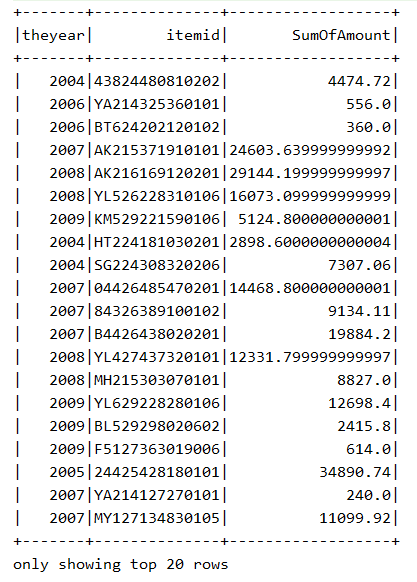 +-------+--------------+------------------+
|theyear|        itemid|       SumOfAmount|
+-------+--------------+------------------+
|   2004|43824480810202|           4474.72|
|   2006|YA214325360101|             556.0|
|   2006|BT624202120102|             360.0|
|   2007|AK215371910101|24603.639999999992|
|   2008|AK216169120201|29144.199999999997|
|   2008|YL526228310106|16073.099999999999|
|   2009|KM529221590106| 5124.800000000001|
|   2004|HT224181030201|2898.6000000000004|
|   2004|SG224308320206|           7307.06|
|   2007|04426485470201|14468.800000000001|
|   2007|84326389100102|           9134.11|
|   2007|B4426438020201|           19884.2|
|   2008|YL427437320101|12331.799999999997|
|   2008|MH215303070101|            8827.0|
|   2009|YL629228280106|           12698.4|
|   2009|BL529298020602|            2415.8|
|   2009|F5127363019006|             614.0|
|   2005|24425428180101|          34890.74|
|   2007|YA214127270101|             240.0|
|   2007|MY127134830105|          11099.92|
+-------+--------------+------------------+
only showing top 20 rows